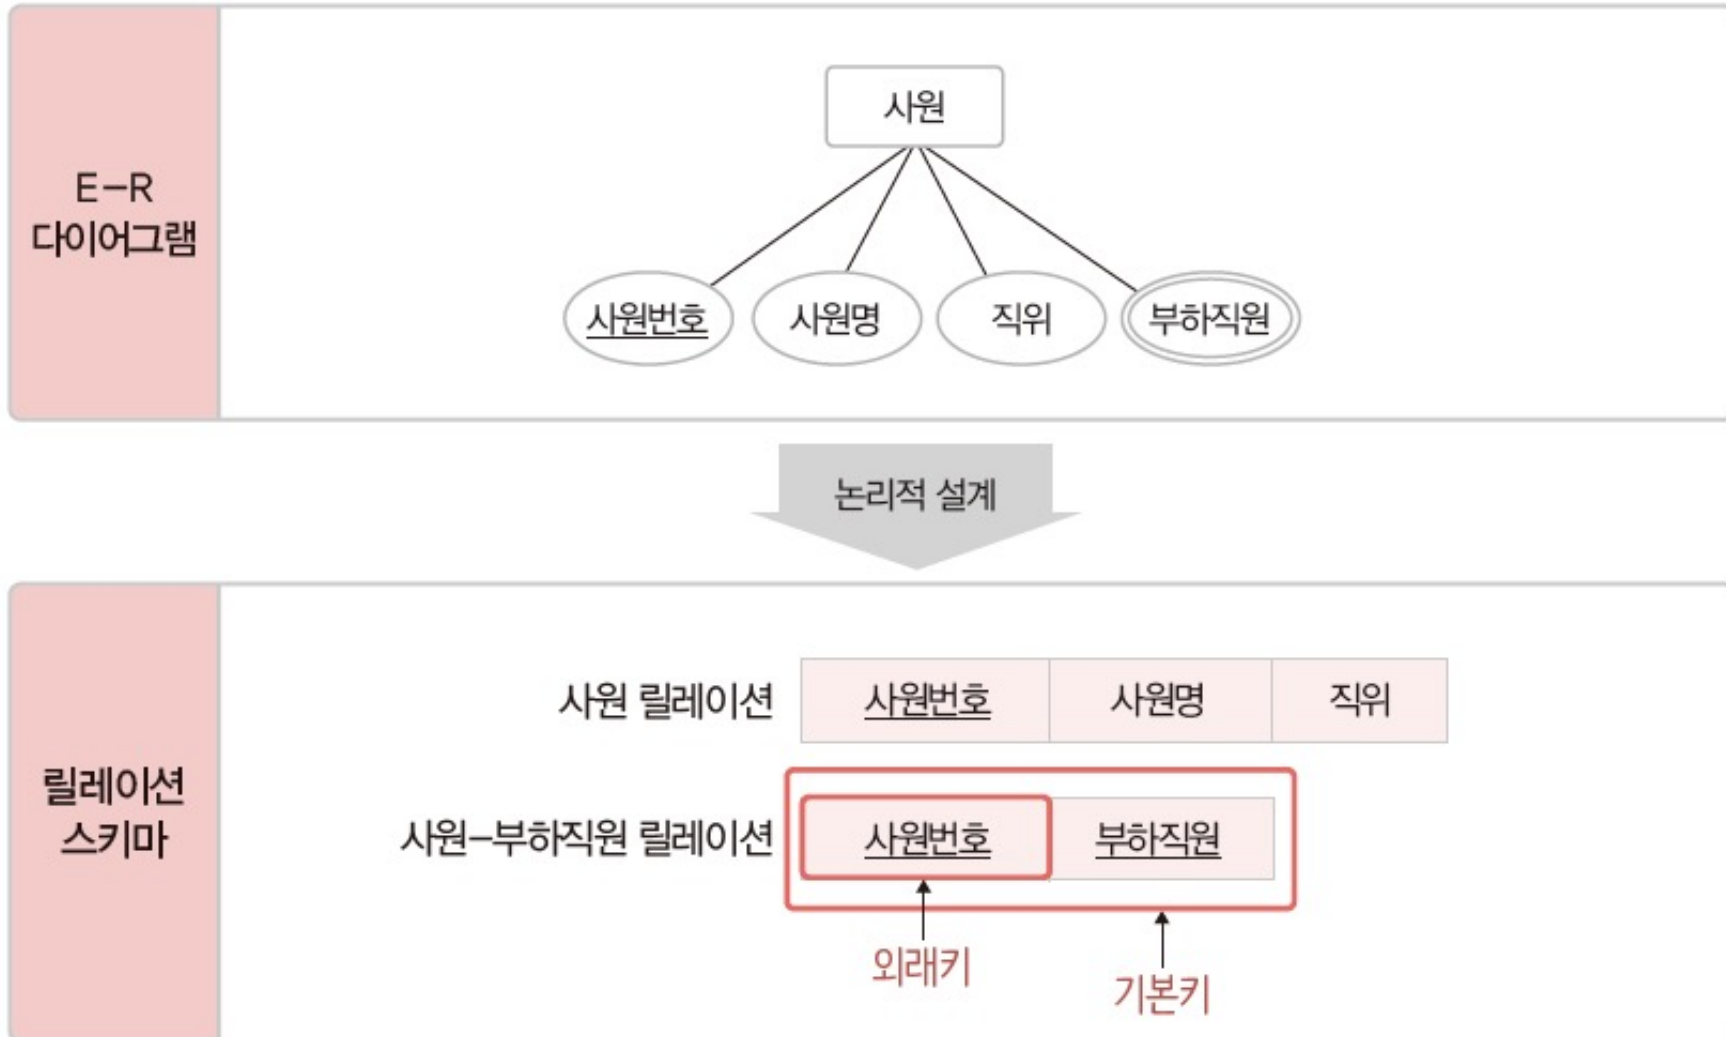 E-R
다이어그램
사원
사원번호 사원명 직위 부하직원
논리적 설계
릴레이션
스키마
사원 릴레이션 사원번호 사원명 직위
사원-부하직원 릴레이션 사원번호 부하직원
외래키
기본키